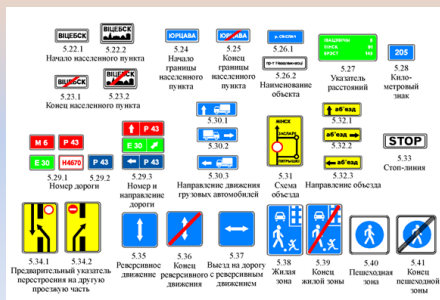 ВІЦЕБСК
ВІЦЕБСК
5.22.1
5.22.2
Начало населенного пункта
ВІЦЕБСК
5.23.1
5.23.2
Конец населенного пункта
ЮРЦАВА
5.24
Начало
границы
населенного
пункта
ЮРЦАВА
5.25
Конец
границы
населенного
пункта
5.26.1
5.26.2
Наименование
объекта
5.27
Указатель
расстояний
205
5.28
Кило-
метровый
знак
М 6
Р 43
Е 30
Н4670
Р 43
5.29.1
5.29.2
Номер дороги
Р 43
Е 30
Р 43
5.29.3
Номер и
направление
дороги
5.30.1
5.30.2
5.30.3
Направление движения
грузовых автомобилей
МІНСК
5.31
Схема
объезда
аб'езд
5.32.1
аб'езд
5.32.2
аб'езд
5.32.3
Направление объезда
STOP
5.33
Стоп-линия
5.34.1
5.34.2
Предварительный указатель
перестроения на другую
проезжую часть
5.35
Реверсивное
движение
5.36
Конец
реверсивного
движения
5.37
Выезд на дорогу
с реверсивным
движением
5.38
Жилая
зона
5.39
Конец
жилой зоны
5.40
Пешеходная
зона
5.41
Конец
пешеходной
зоны